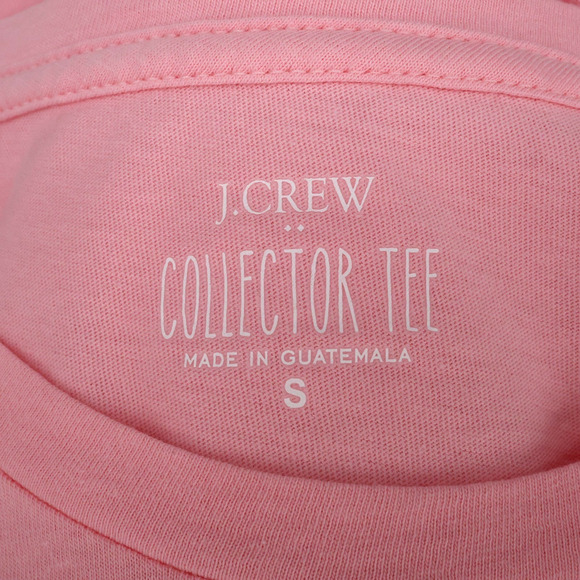 J.CREW
COLLECTOR TEE
MADE IN GUATEMALA
S